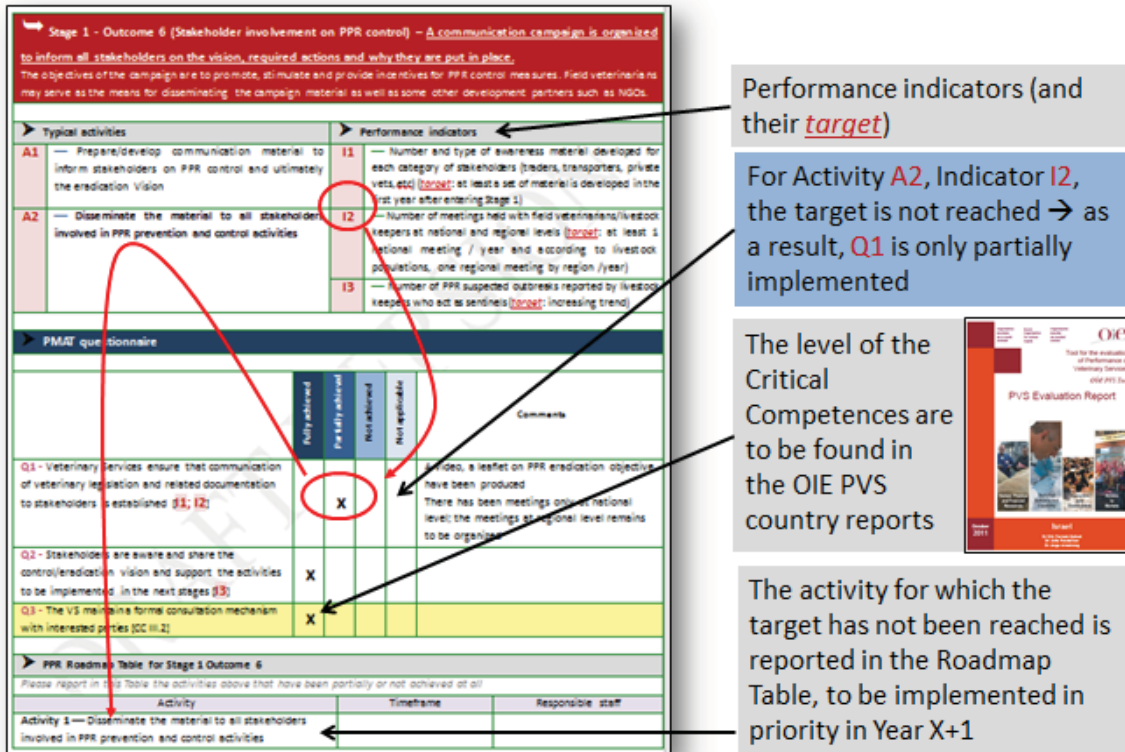 Stage 1 - Outcome 6 (Stakeholder involvement on PPR control) – A communication campaign is organized
to inform all stakeholders on the vision, required actions and why they are put in place.
The objectives of the campaign are to promote, stimulate and provide incentives for PPR control measures. Field veterinarians
may serve as the means for disseminating the campaign material as well as some other development partners such as NGOs.
Typical activities
A1 — Prepare/develop communication material to
inform stakeholders on PPR control and ultimately
the eradication Vision
A2 — Disseminate the material to all stakeholders
involved in PPR prevention and control activities
Performance indicators
I1 — Number and type of awareness material developed for
each category of stakeholders (traders, transporters, private
vets, etc) (target: at least a set of material is developed in the
first year after entering Stage 1)
I2 — Number of meetings held with field veterinarians/livestock
keepers at national and regional levels (target: at least 1
national meeting / year and according to livestock
populations, one regional meeting by region /year)
I3 — Number of PPR suspected outbreaks reported by livestock
keepers who act as sentinels (target: increasing trend)
PMAT questionnaire
Fully achieved
Partially achieved
Not achieved
Not applicable
Comments
Q1 - Veterinary Services ensure that communication
of veterinary legislation and related documentation
to stakeholders is established [I1; I2]
X
A video, a leaflet on PPR eradication objective
have been produced
There has been meetings only at national
level; the meetings at regional level remains
to be organized
Q2 - Stakeholders are aware and share the
control/eradication vision and support the activities
to be implemented in the next stages [I3]
X
Q3 - The VS maintain a formal consultation mechanism
with interested parties [CC III.2]
X
PPR Roadmap Table for Stage 1 Outcome 6
Please report in this Table the activities above that have been partially or not achieved at all
Activity Timeframe Responsible staff
Activity 1 — Disseminate the material to all stakeholders
involved in PPR prevention and control activities
Performance indicators (and
their target)
For Activity A2, Indicator I2,
the target is not reached → as
a result, Q1 is only partially
implemented
The level of the
Critical
Competences are
to be found in
the OIE PVS
country reports
Oie
Tool for the evaluation
of Performance of
Veterinary Services
PVS Evaluation Report
October
2011
Israel
The activity for which the
target has not been reached is
reported in the Roadmap
Table, to be implemented in
priority in Year X+1